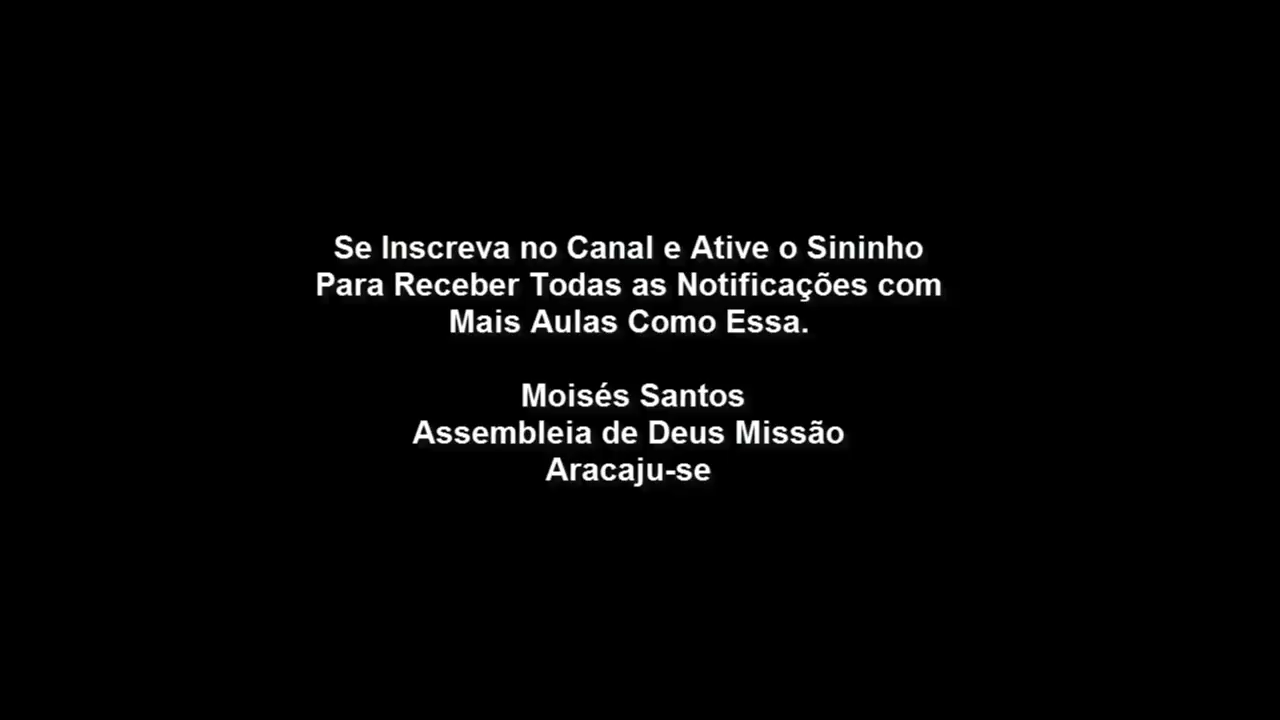 Se Inscreva no Canal e Ative o Sininho
Para Receber Todas as Notificações com
Mais Aulas Como Essa.
Moisés Santos
Assembleia de Deus Missão
Aracaju-se